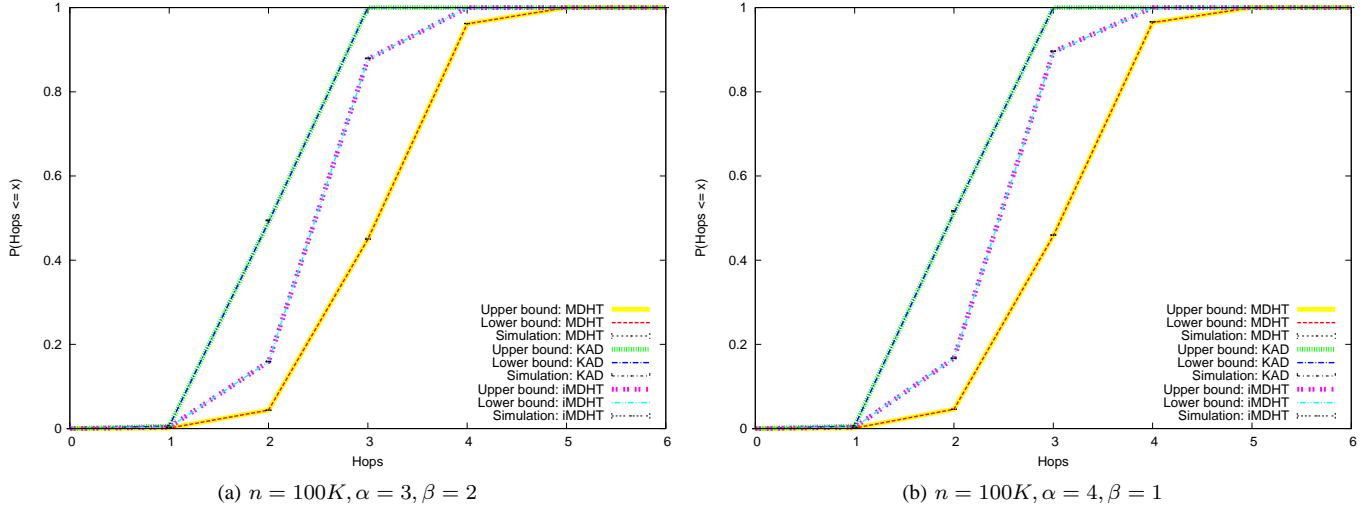 1
0.8
0.6
0.4
0.2
0
P(Hops <= x)
0 1 2 3 4 5 6
Hops
Upper bound: MDHT
Lower bound: MDHT
Simulation: MDHT
Upper bound: KAD
Lower bound: KAD
Simulation: KAD
Upper bound: iMDHT
Lower bound: iMDHT
Simulation: iMDHT
(a) n = 100K, α = 3, β = 2
1
0.8
0.6
0.4
0.2
0
P(Hops <= x)
0 1 2 3 4 5 6
Hops
Upper bound: MDHT
Lower bound: MDHT
Simulation: MDHT
Upper bound: KAD
Lower bound: KAD
Simulation: KAD
Upper bound: iMDHT
Lower bound: iMDHT
Simulation: iMDHT
(b) n = 100K, α = 4, β = 1